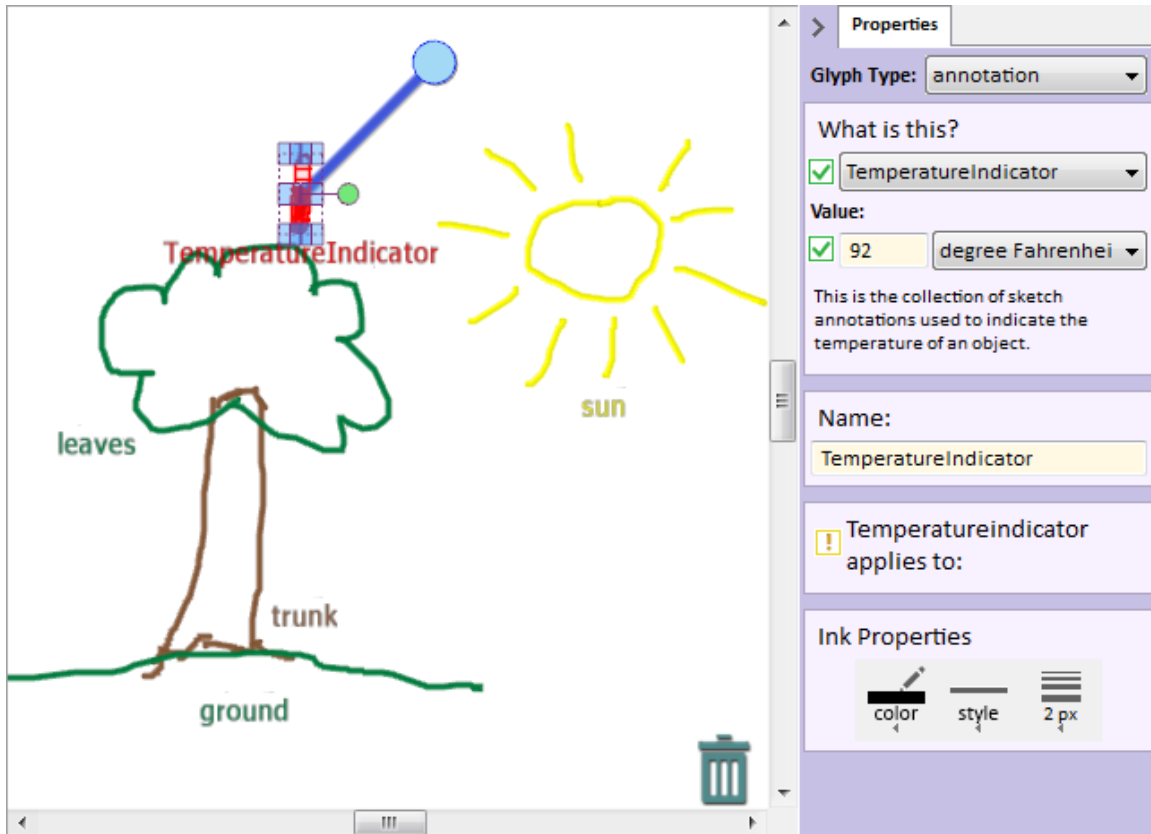 TemperatureIndicator
sun
leaves
trunk
ground
Properties
Glyph Type: annotation
What is this?
TemperatureIndicator
Value:
92 degree Fahrenhei
This is the collection of sketch
annotations used to indicate the
temperature of an object.
Name:
TemperatureIndicator
! Temperatureindicator
applies to:
Ink Properties
color style 2 px